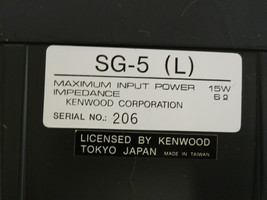 SG-5 (L)
MAXIMUM INPUT POWER 15W
IMPEDANCE 6Ω
KENWOOD CORPORATION
SERIAL NO.: 206
LICENSED BY KENWOOD
TOKYO JAPAN MADE IN TAIWAN